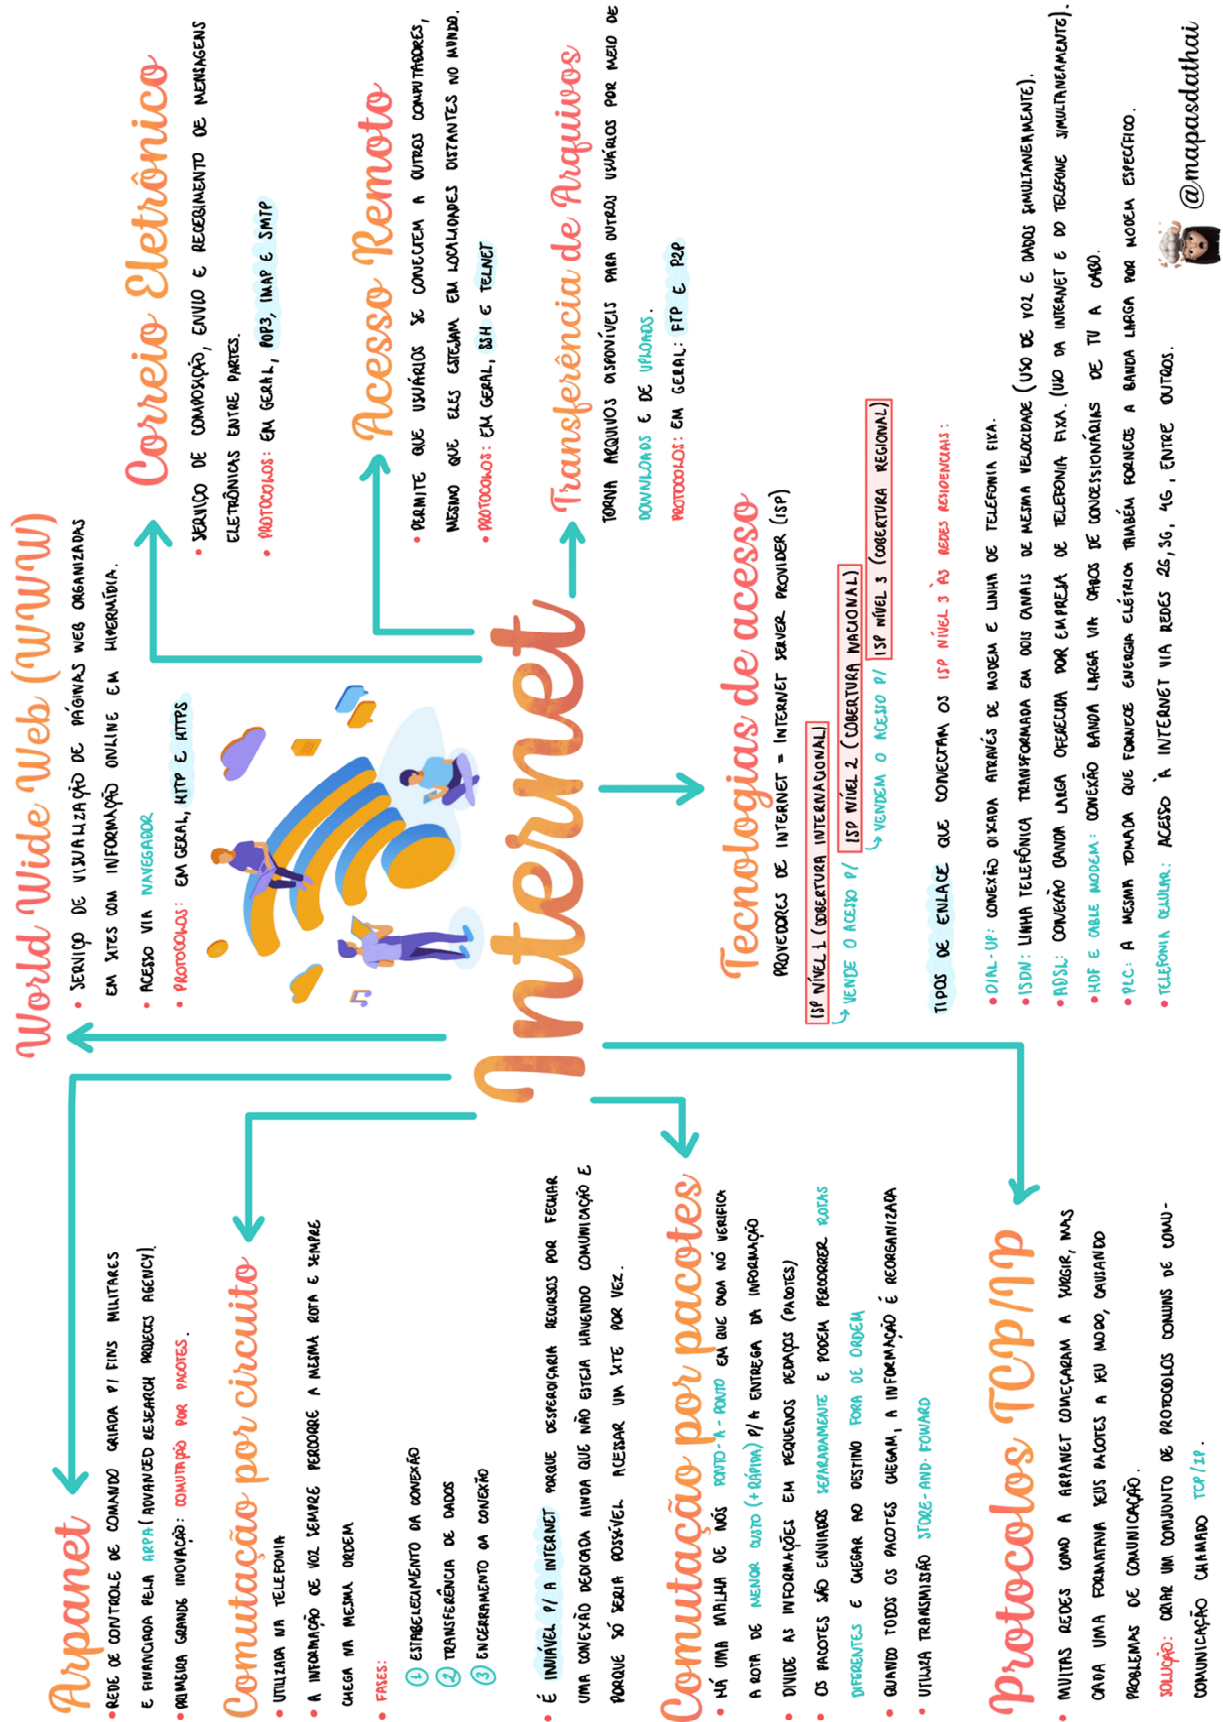 Internet
Arpanet
• REDE DE CONTROLE DE COMANDO CRIADA P/ FINS MILITARES
E FINANCIADA PELA ARPA (ADVANCED RESEARCH PROJECTS AGENCY).
• PRIMEIRA GRANDE INOVAÇÃO: COMUTAÇÃO POR PACOTES.
Comutação por circuito
• UTILIZADA NA TELEFONIA
• A INFORMAÇÃO DE VOZ SEMPRE PERCORRE A MESMA ROTA E SEMPRE
CHEGA NA MESMA ORDEM
• FASES:
1 ESTABELECIMENTO DA CONEXÃO
2 TRANSFERÊNCIA DE DADOS
3 ENCERRAMENTO DA CONEXÃO
• É INVIÁVEL P/ A INTERNET PORQUE DESPERDIÇARIA RECURSOS POR FECHAR
UMA CONEXÃO DEDICADA AINDA QUE NÃO ESTEJA HAVENDO COMUNICAÇÃO E
PORQUE SÓ SERIA POSSÍVEL ACESSAR UM SITE POR VEZ.
Comutação por pacotes
• HÁ UMA MALHA DE NÓS PONTO-A-PONTO EM QUE CADA NÓ VERIFICA
A ROTA DE MENOR CUSTO (+RÁPIDA) P/ A ENTREGA DA INFORMAÇÃO
• DIVIDE AS INFORMAÇÕES EM PEQUENOS PEDAÇOS (PACOTES)
• OS PACOTES SÃO ENVIADOS SEPARADAMENTE E PODEM PERCORRER ROTAS
DIFERENTES E CHEGAR AO DESTINO FORA DE ORDEM
• QUANDO TODOS OS PACOTES CHEGAM, A INFORMAÇÃO É REORGANIZADA
• UTILIZA TRANSMISSÃO STORE-AND-FOWARD
Protocolos TCP/IP
• MUITAS REDES COMO A ARPANET COMEÇARAM A SURGIR, MAS
CADA UMA FORMATAVA SEUS PACOTES A SEU MODO, CAUSANDO
PROBLEMAS DE COMUNICAÇÃO.
SOLUÇÃO: CRIAR UM CONJUNTO DE PROTOCOLOS COMUNS DE COMU-
COMUNICAÇÃO CHAMADO TCP/IP.
World Wide Web (WWW)
• SERVIÇO DE VISUALIZAÇÃO DE PÁGINAS WEB ORGANIZADAS
EM SITES COM INFORMAÇÃO ONLINE EM HIPERMÍDIA.
• ACESSO VIA NAVEGADOR
• PROTOCOLOS: EM GERAL, HTTP E HTTPS
Correio Eletrônico
• SERVIÇO DE COMPOSIÇÃO, ENVIO E RECEBIMENTO DE MENSAGENS
ELETRÔNICAS ENTRE PARTES.
• PROTOCOLOS: EM GERAL, POP3, IMAP E SMTP
Acesso Remoto
• PERMITE QUE USUÁRIOS SE CONECTEM A OUTROS COMPUTADORES,
MESMO QUE ELES ESTEJAM EM LOCALIDADES DISTANTES NO MUNDO.
• PROTOCOLOS: EM GERAL, SSH E TELNET
Transferência de Arquivos
TORNA ARQUIVOS DISPONÍVEIS PARA OUTROS USUÁRIOS POR MEIO DE
DOWNLOADS E DE UPLOADS.
PROTOCOLOS: EM GERAL: FTP E P2P
Tecnologias de acesso
PROVEDORES DE INTERNET = INTERNET SERVER PROVIDER (ISP)
ISP NÍVEL 1 (COBERTURA INTERNACIONAL)
VENDE O ACESSO P/ ISP NÍVEL 2 (COBERTURA NACIONAL)
VENDEM O ACESSO P/ ISP NÍVEL 3 (COBERTURA REGIONAL)
TIPOS DE ENLACE QUE CONECTAM OS ISP NÍVEL 3 ÀS REDES RESIDENCIAIS:
• DIAL-UP: CONEXÃO DISCADA ATRAVÉS DE MODEM E LINHA DE TELEFONIA FIXA.
• ISDN: LINHA TELEFÔNICA TRANSFORMADA EM DOIS CANAIS DE MESMA VELOCIDADE (USO DE VOZ E DADOS SIMULTANEAMENTE).
• ADSL: CONEXÃO BANDA LARGA OFERECIDA POR EMPRESA DE TELEFONIA FIXA. (USO DA INTERNET E DO TELEFONE SIMULTANEAMENTE).
• HDF E CABLE MODEM: CONEXÃO BANDA LARGA VIA CABOS DE CONCESSIONÁRIAS DE TV A CABO.
• PLC: A MESMA TOMADA QUE FORNECE ENERGIA ELÉTRICA TAMBÉM FORNECE A BANDA LARGA POR MODEM ESPECÍFICO.
• TELEFONIA CELULAR: ACESSO À INTERNET VIA REDES 2G, 3G, 4G, ENTRE OUTROS.
@mapasdathai